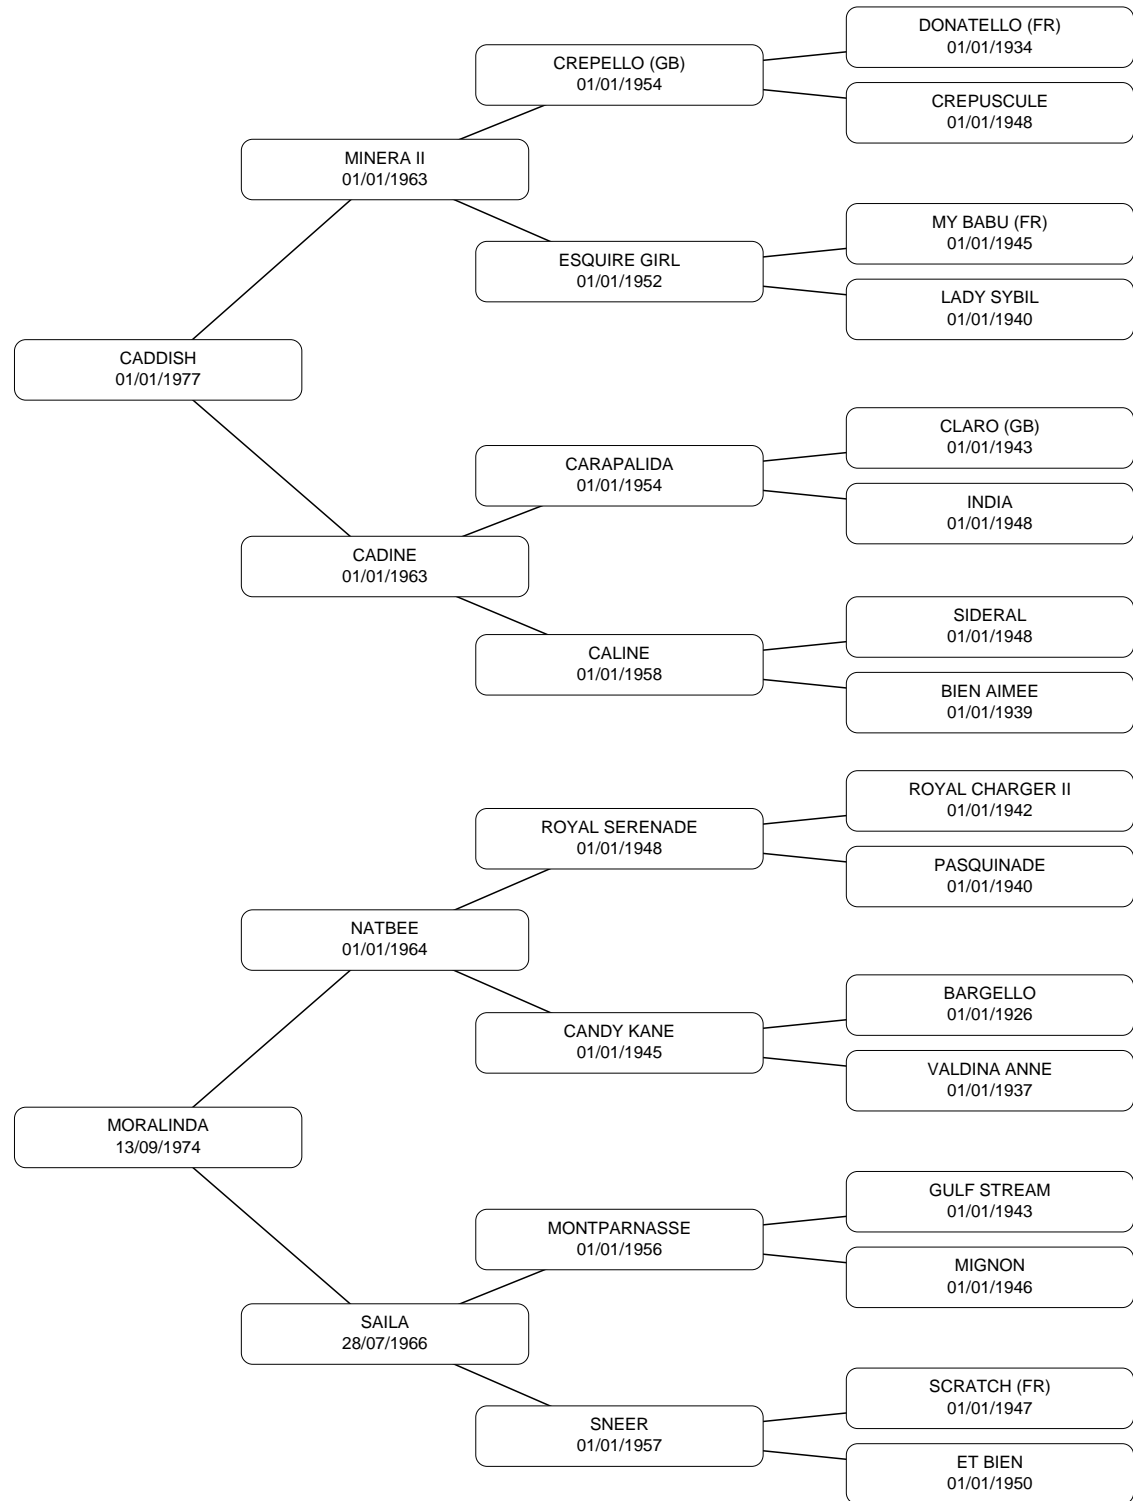 DONATELLO (FR)
01/01/1934
CREPELLO (GB)
01/01/1954
CREPUSCULE
01/01/1948
MINERA II
01/01/1963
MY BABU (FR)
01/01/1945
ESQUIRE GIRL
01/01/1952
LADY SYBIL
01/01/1940
CADDISH
01/01/1977
CLARO (GB)
01/01/1943
CARAPALIDA
01/01/1954
INDIA
01/01/1948
CADINE
01/01/1963
SIDERAL
01/01/1948
CALINE
01/01/1958
BIEN AIMEE
01/01/1939
ROYAL CHARGER II
01/01/1942
ROYAL SERENADE
01/01/1948
PASQUINADE
01/01/1940
NATBEE
01/01/1964
BARGELLO
01/01/1926
CANDY KANE
01/01/1945
VALDINA ANNE
01/01/1937
MORALINDA
13/09/1974
GULF STREAM
01/01/1943
MONTPARNASSE
01/01/1956
MIGNON
01/01/1946
SAILA
28/07/1966
SCRATCH (FR)
01/01/1947
SNEER
01/01/1957
ET BIEN
01/01/1950